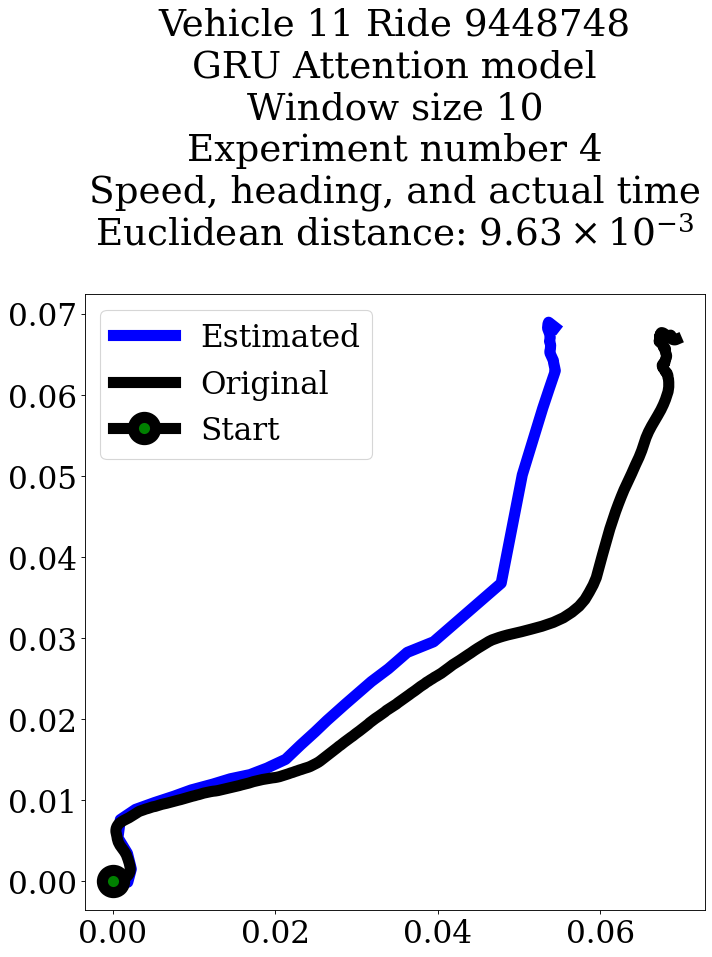 Vehicle 11 Ride 9448748
GRU Attention model
Window size 10
Experiment number 4
Speed, heading, and actual time
Euclidean distance: 9.63 × 10⁻³
Estimated
Original
Start
0.07
0.06
0.05
0.04
0.03
0.02
0.01
0.00
0.00 0.02 0.04 0.06